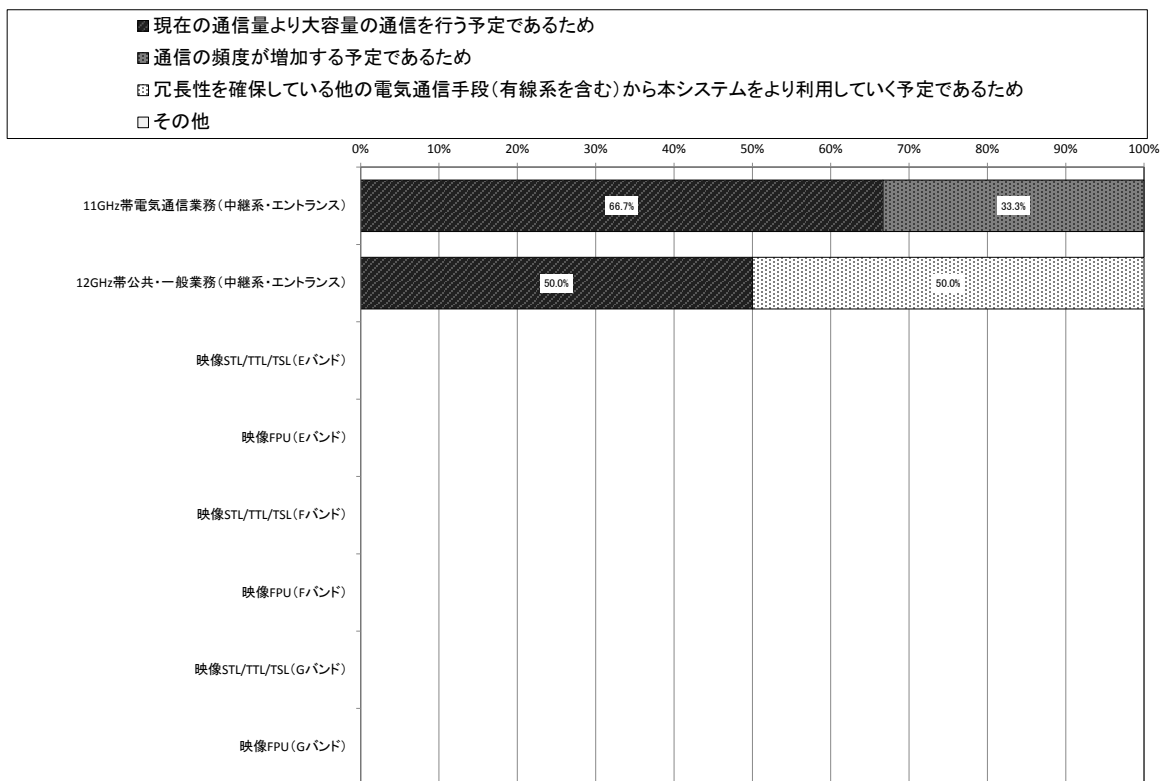 ■現在の通信量より大容量の通信を行う予定であるため
■通信の頻度が増加する予定であるため
□冗長性を確保している他の電気通信手段(有線系を含む)から本システムをより利用していく予定であるため
□その他
0% 10% 20% 30% 40% 50% 60% 70% 80% 90% 100%
11GHz帯電気通信業務(中継系・エントランス) 66.7% 33.3%
12GHz帯公共・一般業務(中継系・エントランス) 50.0% 50.0%
映像STL/TTL/TSL(Eバンド)
映像FPU(Eバンド)
映像STL/TTL/TSL(Fバンド)
映像FPU(Fバンド)
映像STL/TTL/TSL(Gバンド)
映像FPU(Gバンド)